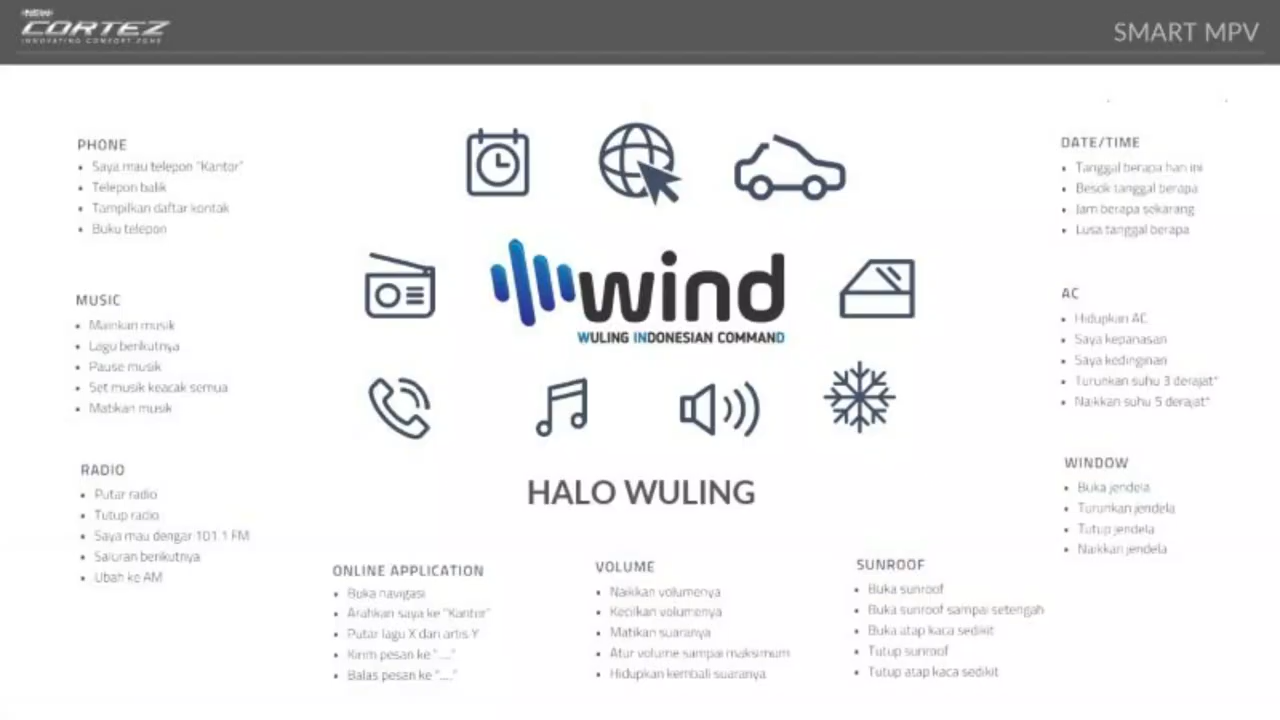 NEW
CORTEZ
INNOVATING COMFORT ZONE
SMART MPV
PHONE
• Saya mau telepon "Kantor"
• Telepon balik
• Tampilkan daftar kontak
• Buku telepon
MUSIC
• Mainkan musik
• Lagu berikutnya
• Pause musik
• Set musik keacak semua
• Matikan musik
RADIO
• Putar radio
• Tutup radio
• Saya mau dengar 101.1 FM
• Saluran berikutnya
• Ubah ke AM
wind
WULING INDONESIAN COMMAND
HALO WULING
ONLINE APPLICATION
• Buka navigasi
• Arahkan saya ke "Kantor"
• Putar lagu X dari artis Y
• Kirim pesan ke "....."
• Balas pesan ke "....."
VOLUME
• Naikkan volumenya
• Kecilkan volumenya
• Matikan suaranya
• Atur volume sampai maksimum
• Hidupkan kembali suaranya
SUNROOF
• Buka sunroof
• Buka sunroof sampai setengah
• Buka atap kaca sedikit
• Tutup sunroof
• Tutup atap kaca sedikit
DATE/TIME
• Tanggal berapa hari ini
• Besok tanggal berapa
• Jam berapa sekarang
• Lusa tanggal berapa
AC
• Hidupkan AC
• Saya kepanasan
• Saya kedinginan
• Turunkan suhu 3 derajat*
• Naikkan suhu 5 derajat*
WINDOW
• Buka jendela
• Turunkan jendela
• Tutup jendela
• Naikkan jendela